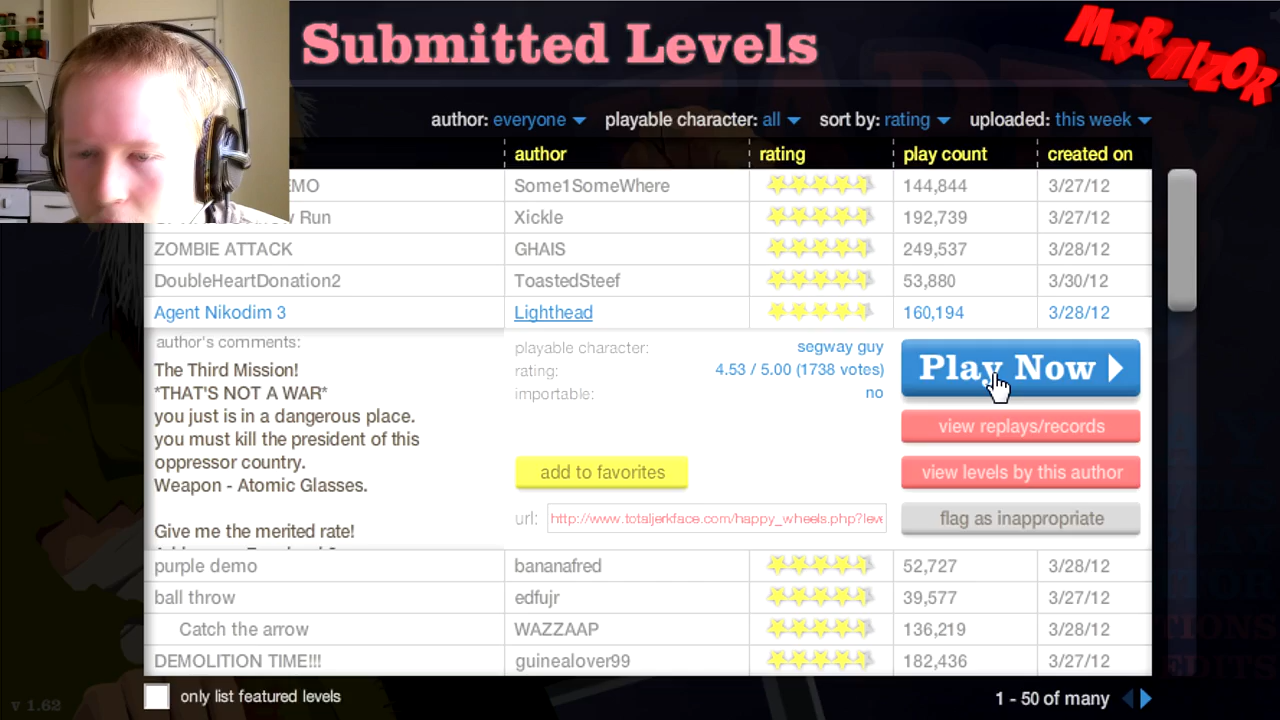 Submitted Levels
MRRAIZOR
author: everyone playable character: all sort by: rating uploaded: this week
author rating play count created on
EMO Some1SomeWhere 144,844 3/27/12
Run Xickle 192,739 3/27/12
ZOMBIE ATTACK GHAIS 249,537 3/28/12
DoubleHeartDonation2 ToastedSteef 53,880 3/30/12
Agent Nikodim 3 Lighthead 160,194 3/28/12
author's comments:
The Third Mission!
*THAT'S NOT A WAR*
you just is in a dangerous place.
you must kill the president of this
oppressor country.
Weapon - Atomic Glasses.
Give me the merited rate!
playable character: segway guy
rating: 4.53 / 5.00 (1738 votes)
importable: no
add to favorites
url: http://www.totaljerkface.com/happy_wheels.php?leve
Play Now
view replays/records
view levels by this author
flag as inappropriate
purple demo bananafred 52,727 3/28/12
ball throw edfujr 39,577 3/27/12
Catch the arrow WAZZAAP 136,219 3/28/12
DEMOLITION TIME!!! guinealover99 182,436 3/27/12
only list featured levels
1 - 50 of many
v 1.62